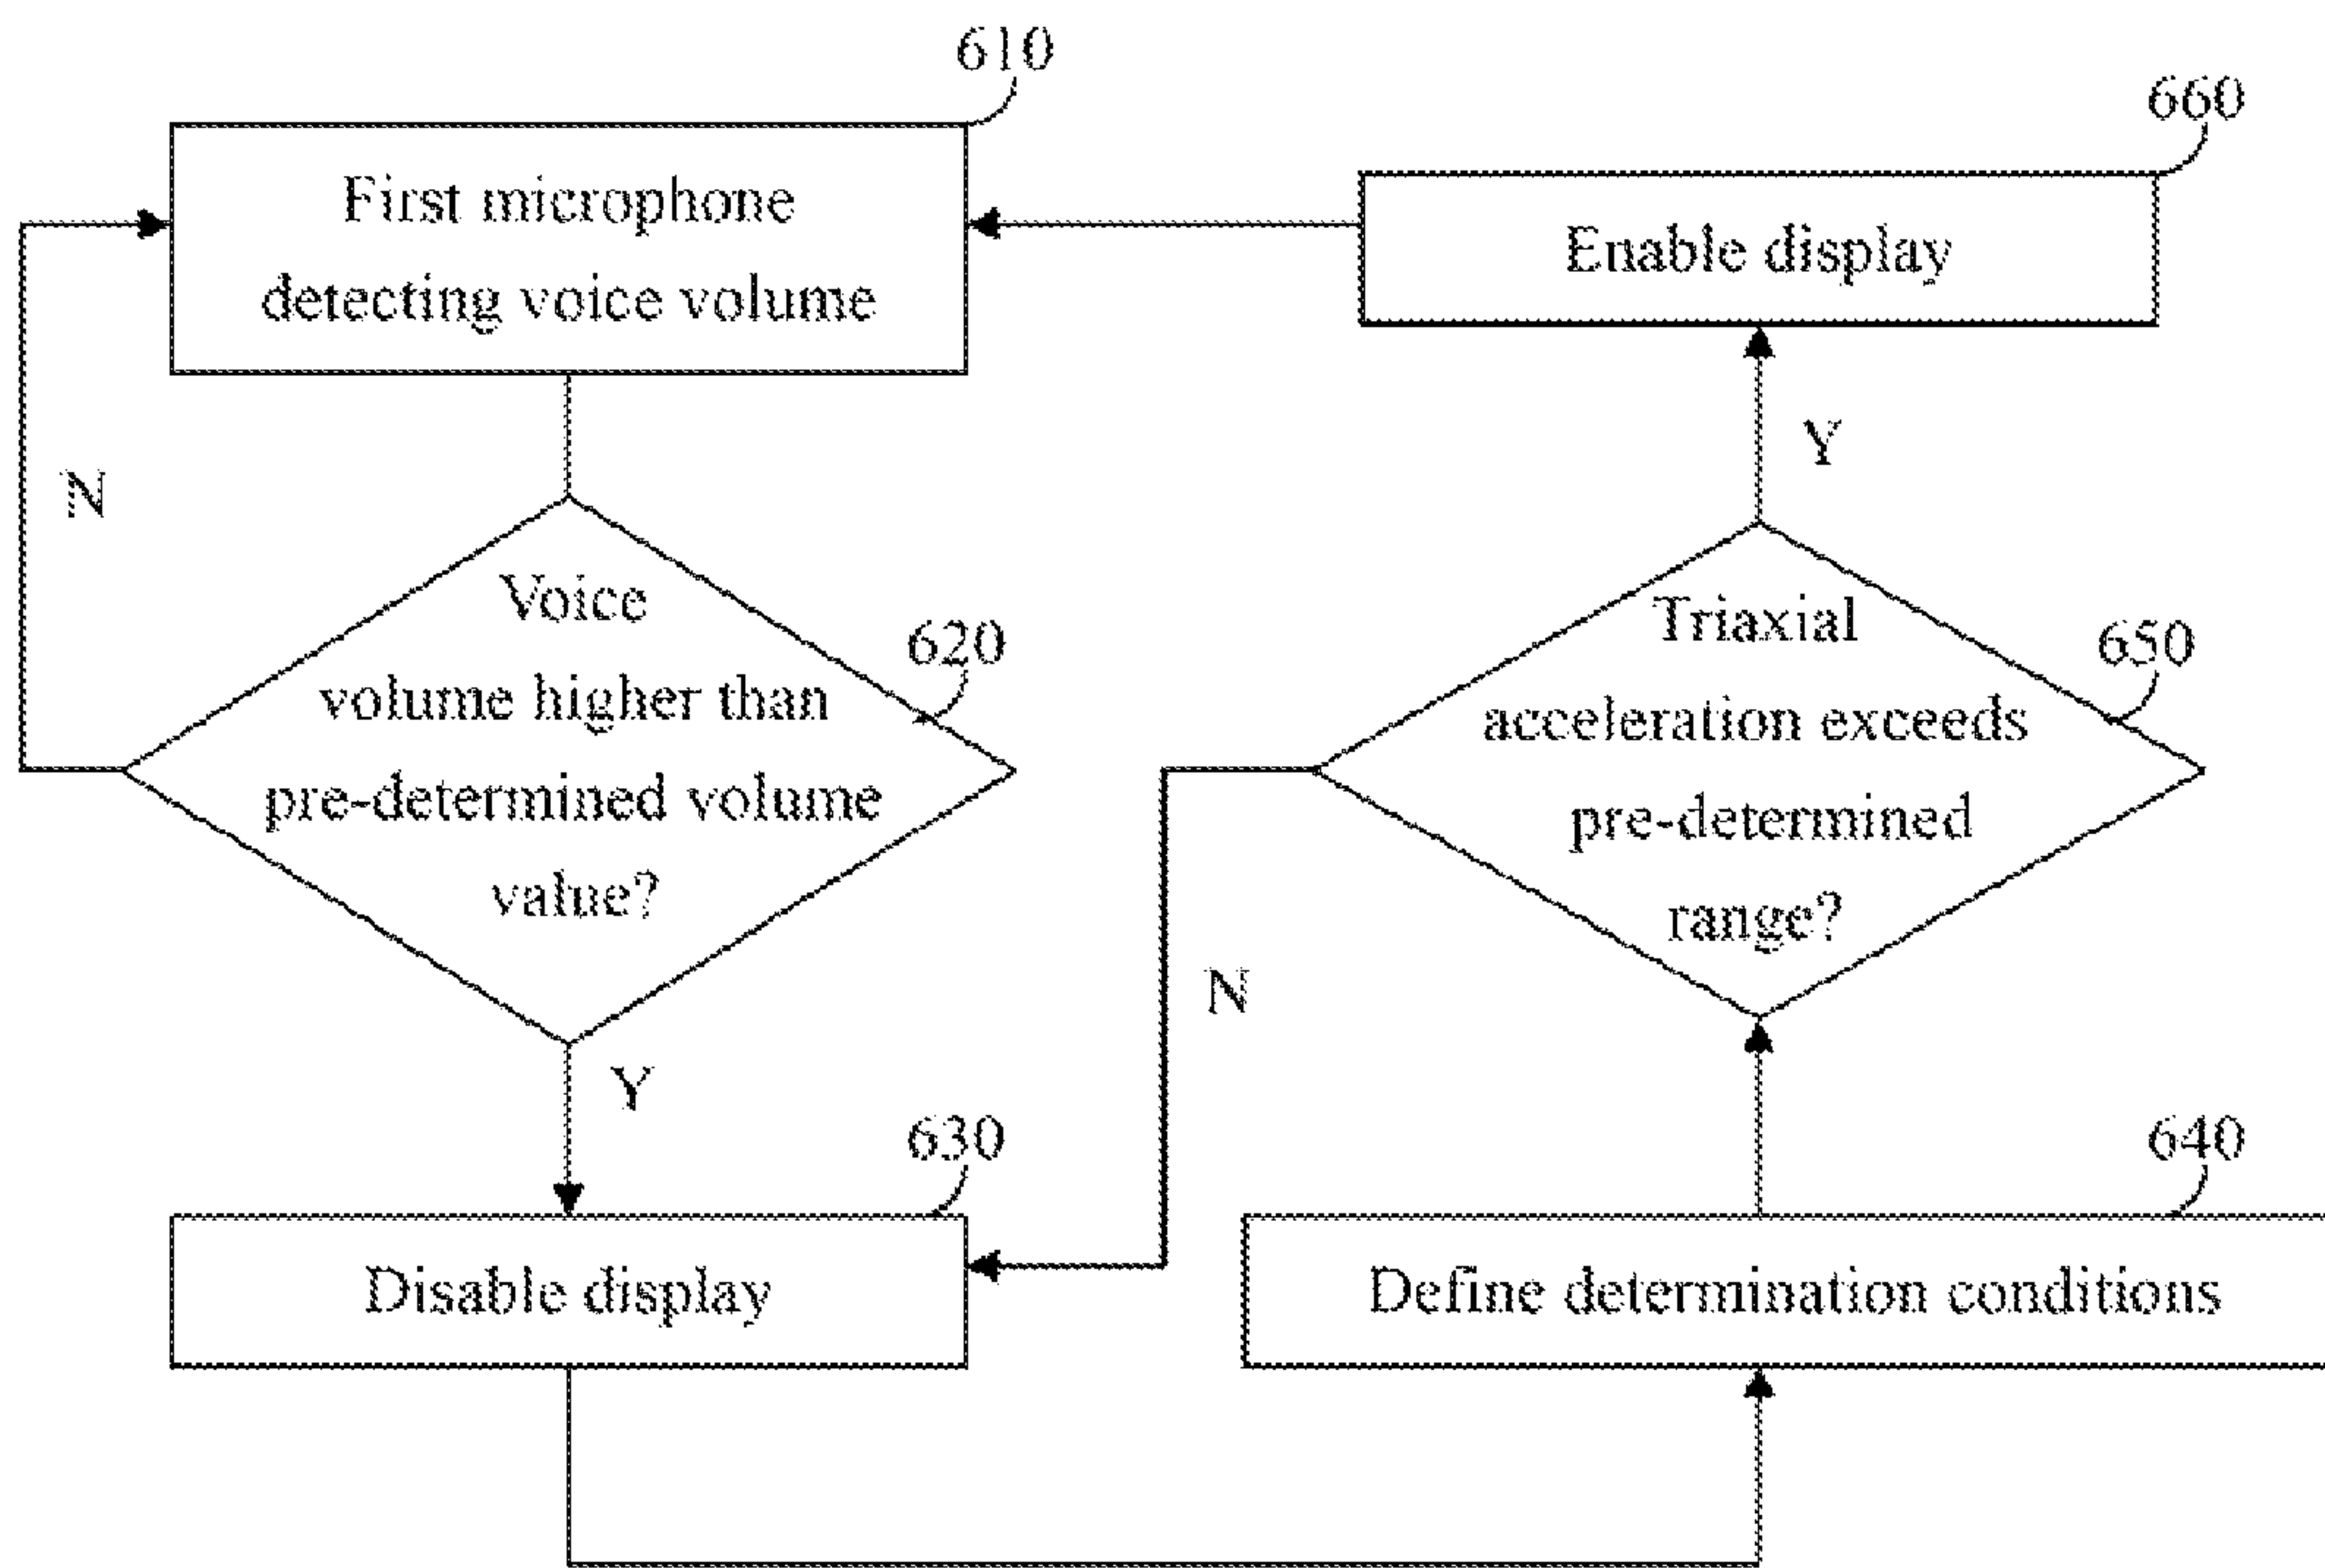 610
First microphone
detecting voice volume
N
Voice
volume higher than
pre-determined volume
value?
620
Y
630
Disable display
640
Define determination conditions
N
Triaxial
acceleration exceeds
pre-determined
range?
650
Y
660
Enable display